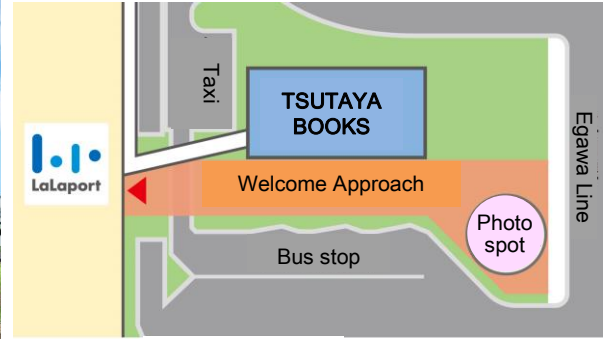 Taxi
TSUTAYA
BOOKS
LaLaport
Welcome Approach
Egawa Line
Photo
spot
Bus stop